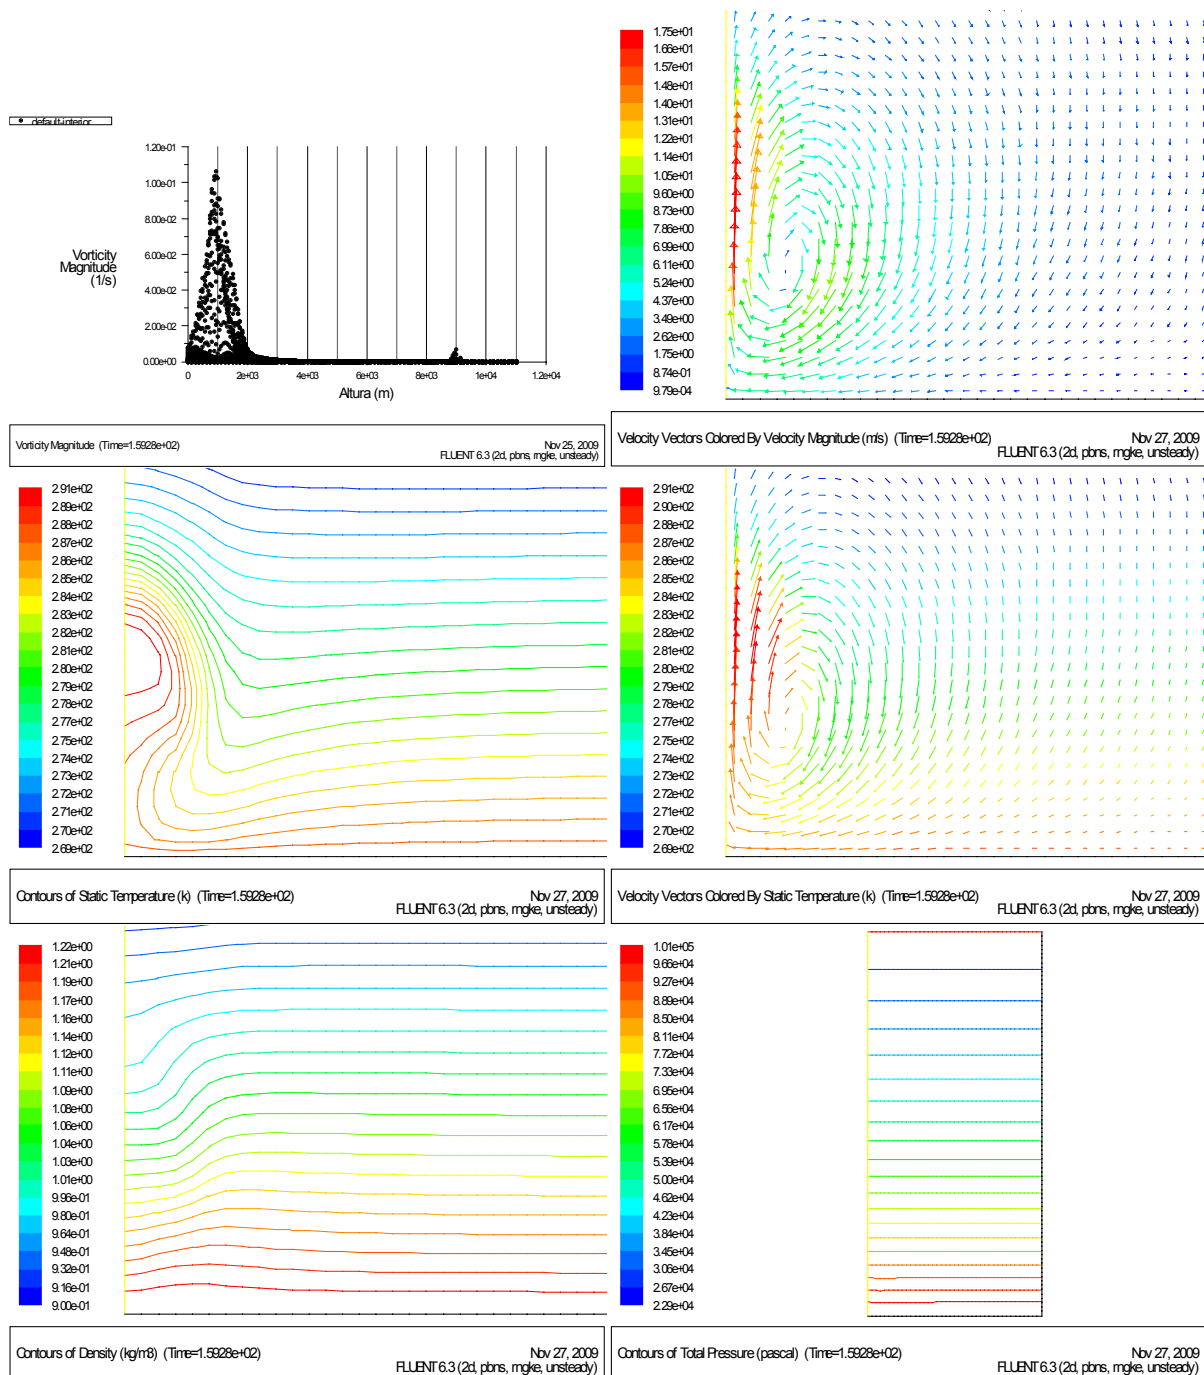 default-interior
1.20e-01
1.00e-01
8.00e-02
6.00e-02
4.00e-02
2.00e-02
0.00e+00
Vorticity
Magnitude
(1/s)
0
2e+03
4e+03
6e+03
8e+03
1e+04
1.2e+04
Altura (m)
Vorticity Magnitude (Time=1.5928e+02)
Nov 25, 2009
FLUENT 6.3 (2d, pbns, rngke, unsteady)
1.75e+01
1.66e+01
1.57e+01
1.48e+01
1.40e+01
1.31e+01
1.22e+01
1.14e+01
1.05e+01
9.60e+00
8.73e+00
7.86e+00
6.99e+00
6.11e+00
5.24e+00
4.37e+00
3.49e+00
2.62e+00
1.75e+00
8.74e-01
9.79e-04
Velocity Vectors Colored By Velocity Magnitude (m/s) (Time=1.5928e+02)
Nov 27, 2009
FLUENT 6.3 (2d, pbns, rngke, unsteady)
2.91e+02
2.89e+02
2.88e+02
2.87e+02
2.86e+02
2.85e+02
2.84e+02
2.83e+02
2.82e+02
2.81e+02
2.80e+02
2.79e+02
2.78e+02
2.77e+02
2.75e+02
2.74e+02
2.73e+02
2.72e+02
2.71e+02
2.70e+02
2.69e+02
Contours of Static Temperature (k) (Time=1.5928e+02)
Nov 27, 2009
FLUENT 6.3 (2d, pbns, rngke, unsteady)
2.91e+02
2.90e+02
2.88e+02
2.87e+02
2.86e+02
2.85e+02
2.84e+02
2.83e+02
2.82e+02
2.81e+02
2.80e+02
2.79e+02
2.78e+02
2.77e+02
2.75e+02
2.74e+02
2.73e+02
2.72e+02
2.71e+02
2.70e+02
2.69e+02
Velocity Vectors Colored By Static Temperature (k) (Time=1.5928e+02)
Nov 27, 2009
FLUENT 6.3 (2d, pbns, rngke, unsteady)
1.22e+00
1.21e+00
1.19e+00
1.17e+00
1.16e+00
1.14e+00
1.12e+00
1.11e+00
1.09e+00
1.08e+00
1.06e+00
1.04e+00
1.03e+00
1.01e+00
9.96e-01
9.80e-01
9.64e-01
9.48e-01
9.32e-01
9.16e-01
9.00e-01
Contours of Density (kg/m3) (Time=1.5928e+02)
Nov 27, 2009
FLUENT 6.3 (2d, pbns, rngke, unsteady)
1.01e+05
9.66e+04
9.27e+04
8.89e+04
8.50e+04
8.11e+04
7.72e+04
7.33e+04
6.95e+04
6.56e+04
6.17e+04
5.78e+04
5.39e+04
5.00e+04
4.62e+04
4.23e+04
3.84e+04
3.45e+04
3.06e+04
2.67e+04
2.29e+04
Contours of Total Pressure (pascal) (Time=1.5928e+02)
Nov 27, 2009
FLUENT 6.3 (2d, pbns, rngke, unsteady)